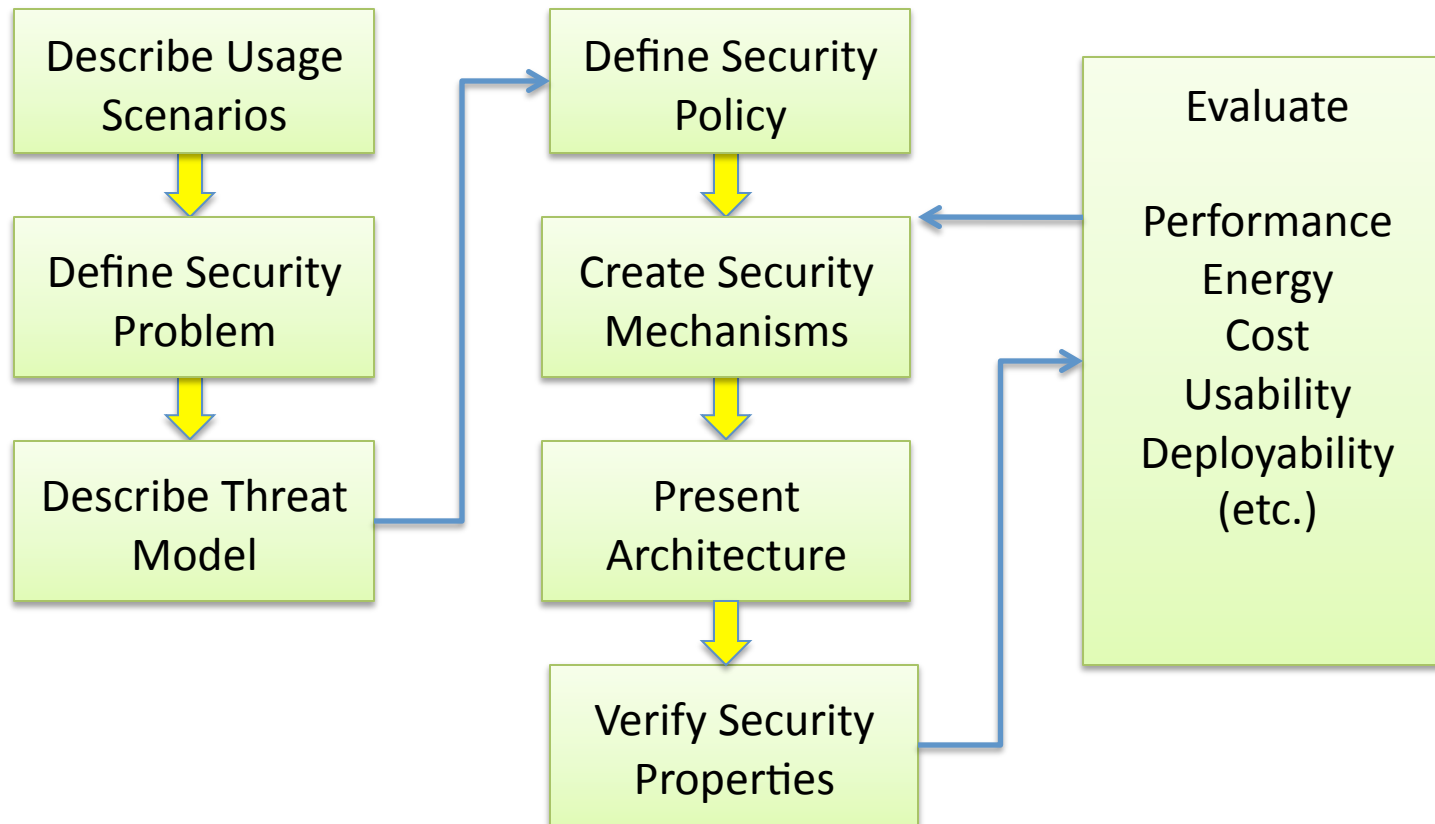 Describe Usage
Scenarios
Define Security
Problem
Describe Threat
Model
Define Security
Policy
Create Security
Mechanisms
Present
Architecture
Verify Security
Properties
Evaluate
Performance
Energy
Cost
Usability
Deployability
(etc.)